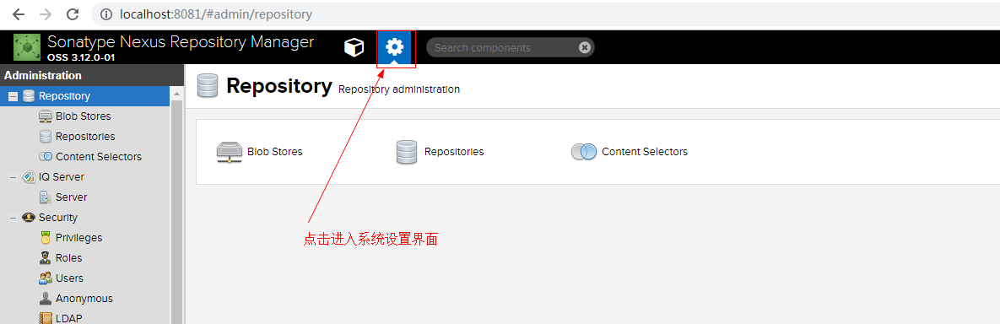 localhost:8081/#admin/repository
Sonatype Nexus Repository Manager
OSS 3.12.0-01
Search components
Administration
Repository
Blob Stores
Repositories
Content Selectors
IQ Server
Server
Security
Privileges
Roles
Users
Anonymous
LDAP
Repository Repository administration
Blob Stores
Repositories
Content Selectors
点击进入系统设置界面